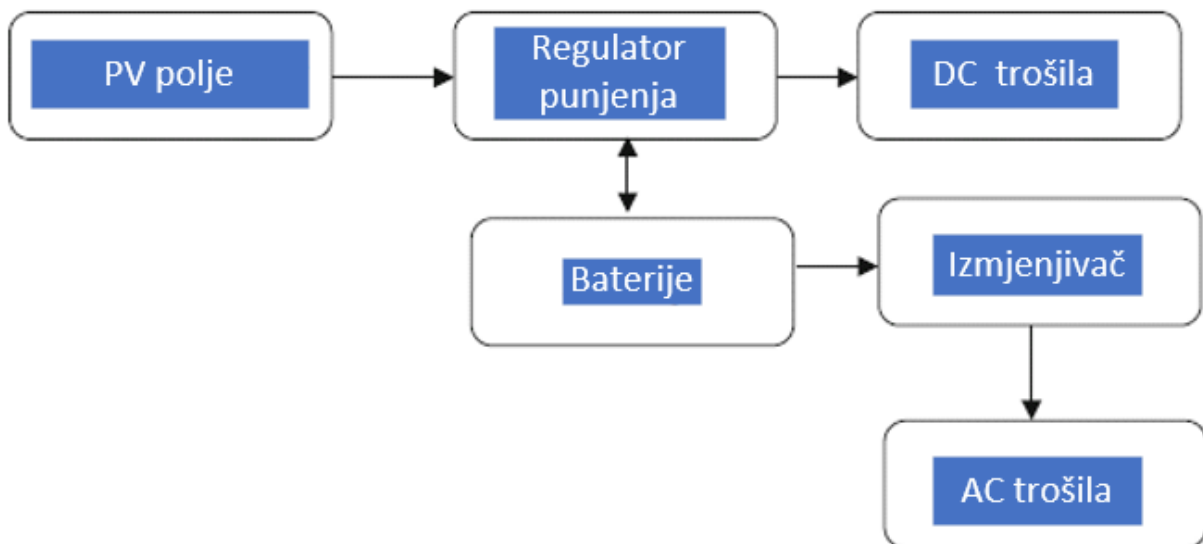 PV polje
Regulator
punjenja
DC trošila
Baterije
Izmjenjivač
AC trošila